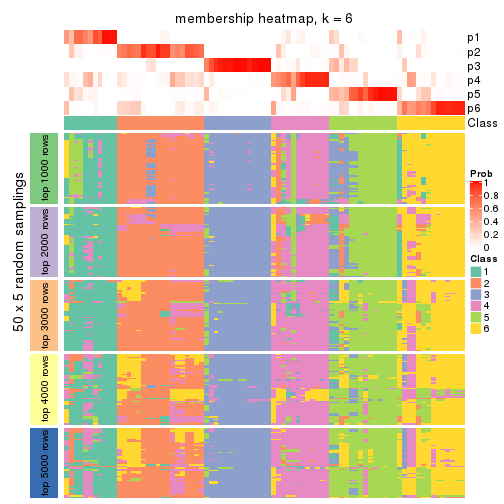 membership heatmap, k = 6
p1
p2
p3
p4
p5
p6
Class
50 x 5 random samplings
top 1000 rows
top 2000 rows
top 3000 rows
top 4000 rows
top 5000 rows
Prob
1
0.8
0.6
0.4
0.2
0
Class
1
2
3
4
5
6